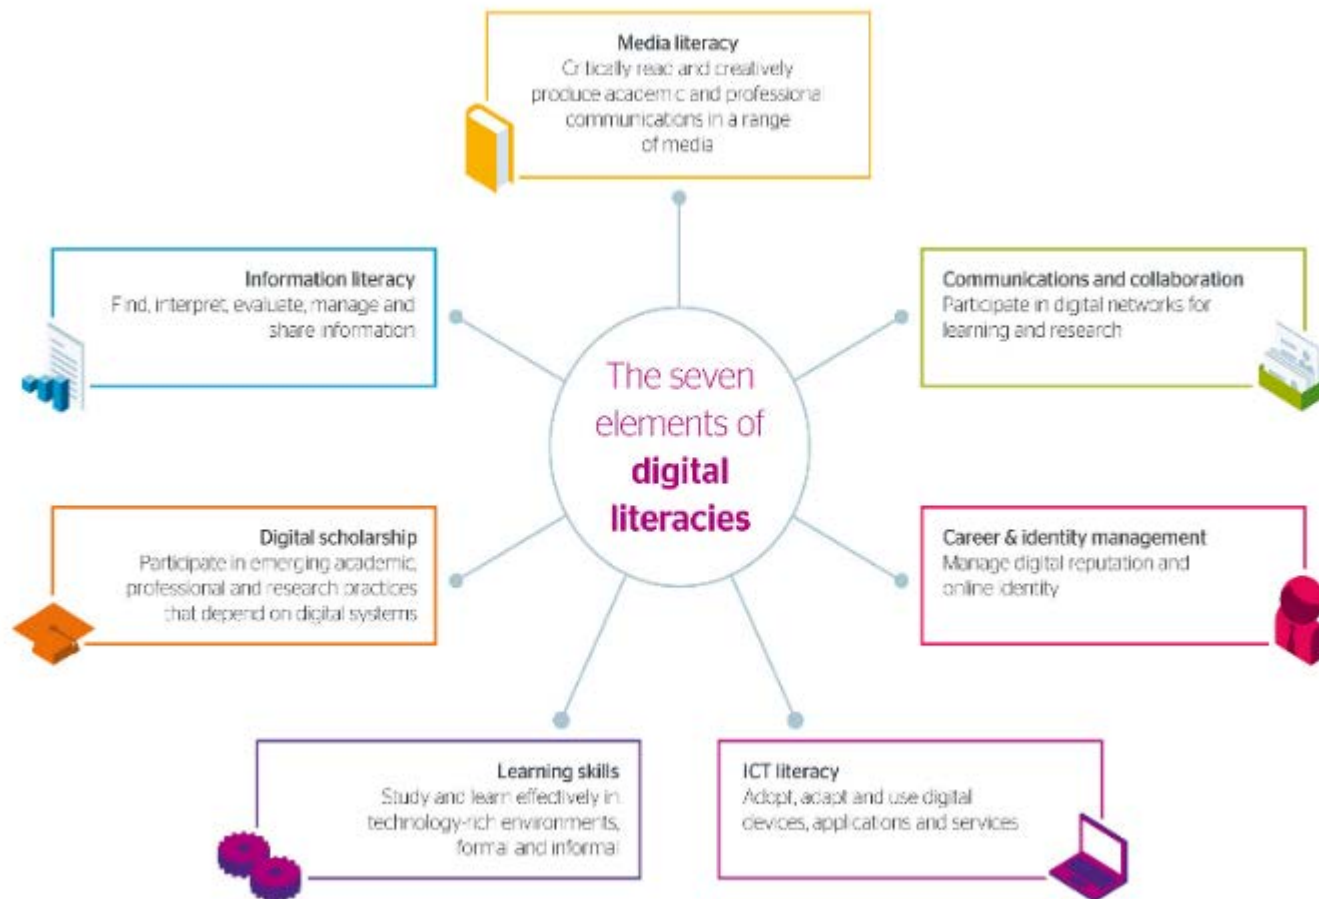 Media literacy
Critically read and creatively
produce academic and professional
communications in a range
of media
Information literacy
Find, interpret, evaluate, manage and
share information
Communications and collaboration
Participate in digital networks for
learning and research
The seven
elements of
digital
literacies
Digital scholarship
Participate in emerging academic,
professional and research practices
that depend on digital systems
Career & identity management
Manage digital reputation and
online identity
Learning skills
Study and learn effectively in
technology-rich environments,
formal and informal
ICT literacy
Adopt, adapt and use digital
devices, applications and services